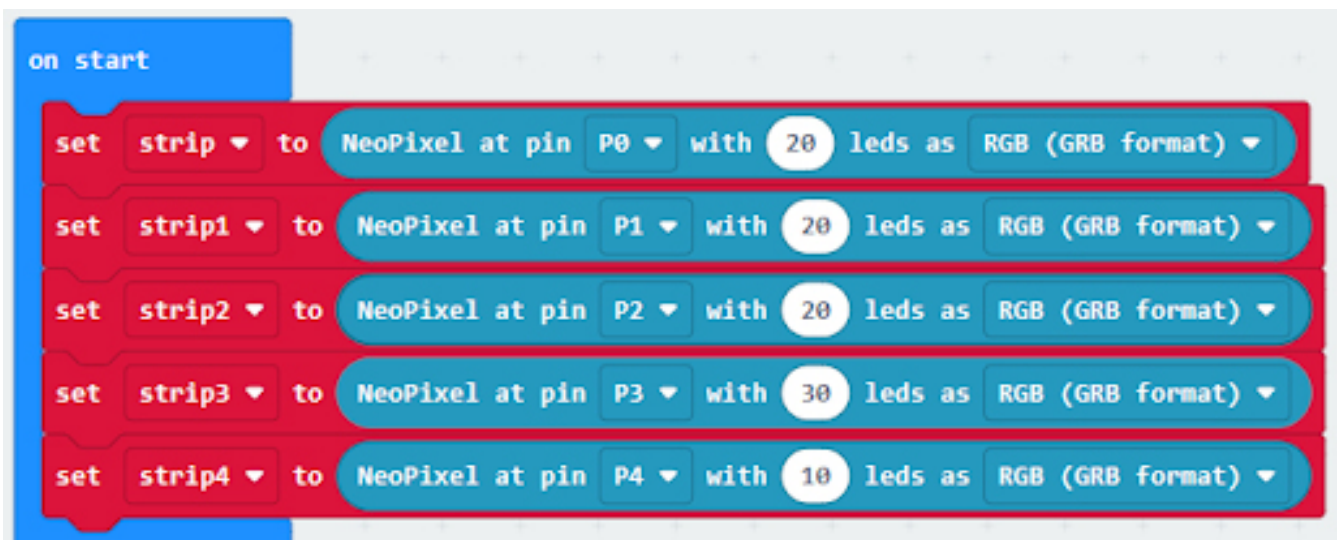 on start
set strip to NeoPixel at pin P0 with 20 leds as RGB (GRB format)
set strip1 to NeoPixel at pin P1 with 20 leds as RGB (GRB format)
set strip2 to NeoPixel at pin P2 with 20 leds as RGB (GRB format)
set strip3 to NeoPixel at pin P3 with 30 leds as RGB (GRB format)
set strip4 to NeoPixel at pin P4 with 10 leds as RGB (GRB format)